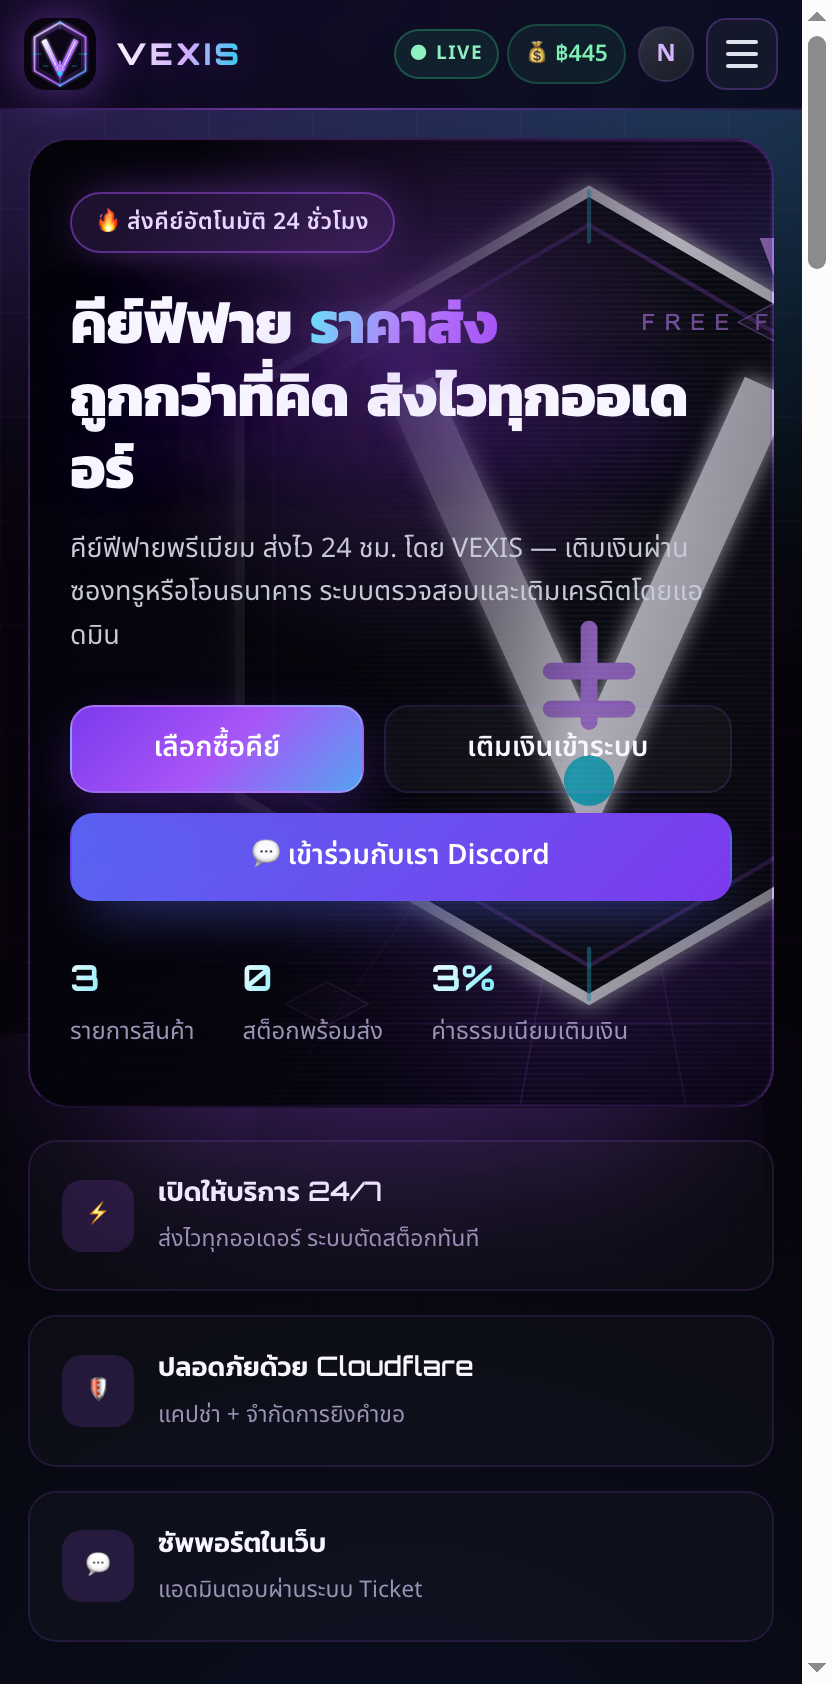 VEXIS
LIVE
฿445
N
ส่งคีย์อัตโนมัติ 24 ชั่วโมง
FREE F
คีย์ฟีฟาย ราคาส่ง
ถูกกว่าที่คิด ส่งไวทุกออเด
อร์
คีย์ฟีฟายพรีเมียม ส่งไว 24 ชม. โดย VEXIS — เติมเงินผ่าน
ซองทรูหรือโอนธนาคาร ระบบตรวจสอบและเติมเครดิตโดยแอ
ดมิน
เลือกซื้อคีย์
เติมเงินเข้าระบบ
เข้าร่วมกับเรา Discord
3
รายการสินค้า
0
สต็อกพร้อมส่ง
3%
ค่าธรรมเนียมเติมเงิน
เปิดให้บริการ 24/7
ส่งไวทุกออเดอร์ ระบบตัดสต็อกทันที
ปลอดภัยด้วย Cloudflare
แคปช่า + จำกัดการยิงคำขอ
ซัพพอร์ตในเว็บ
แอดมินตอบผ่านระบบ Ticket